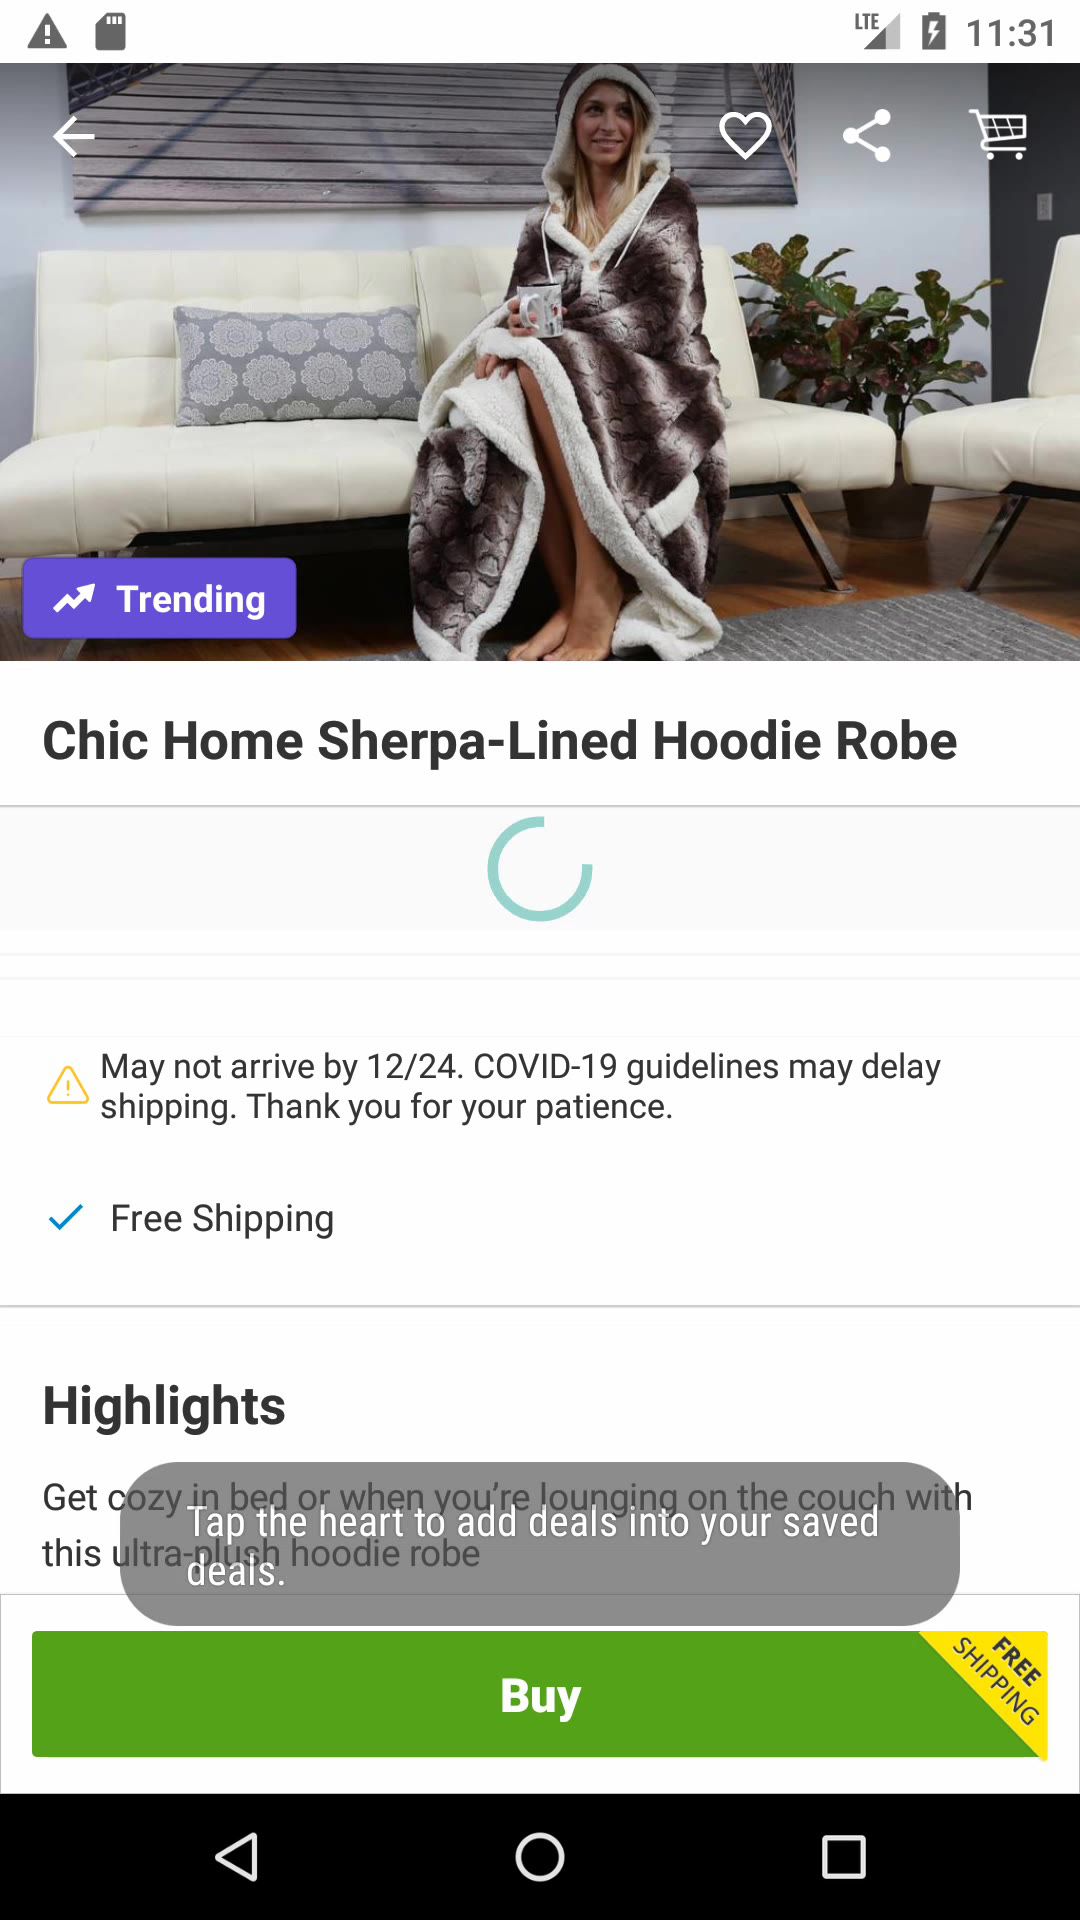 LTE 11:31
Trending
Chic Home Sherpa-Lined Hoodie Robe
May not arrive by 12/24. COVID-19 guidelines may delay
shipping. Thank you for your patience.
Free Shipping
Highlights
Get cozy in bed or when you're lounging on the couch with
this ultra-plush hoodie robe
Tap the heart to add deals into your saved
deals.
Buy
FREE
SHIPPING